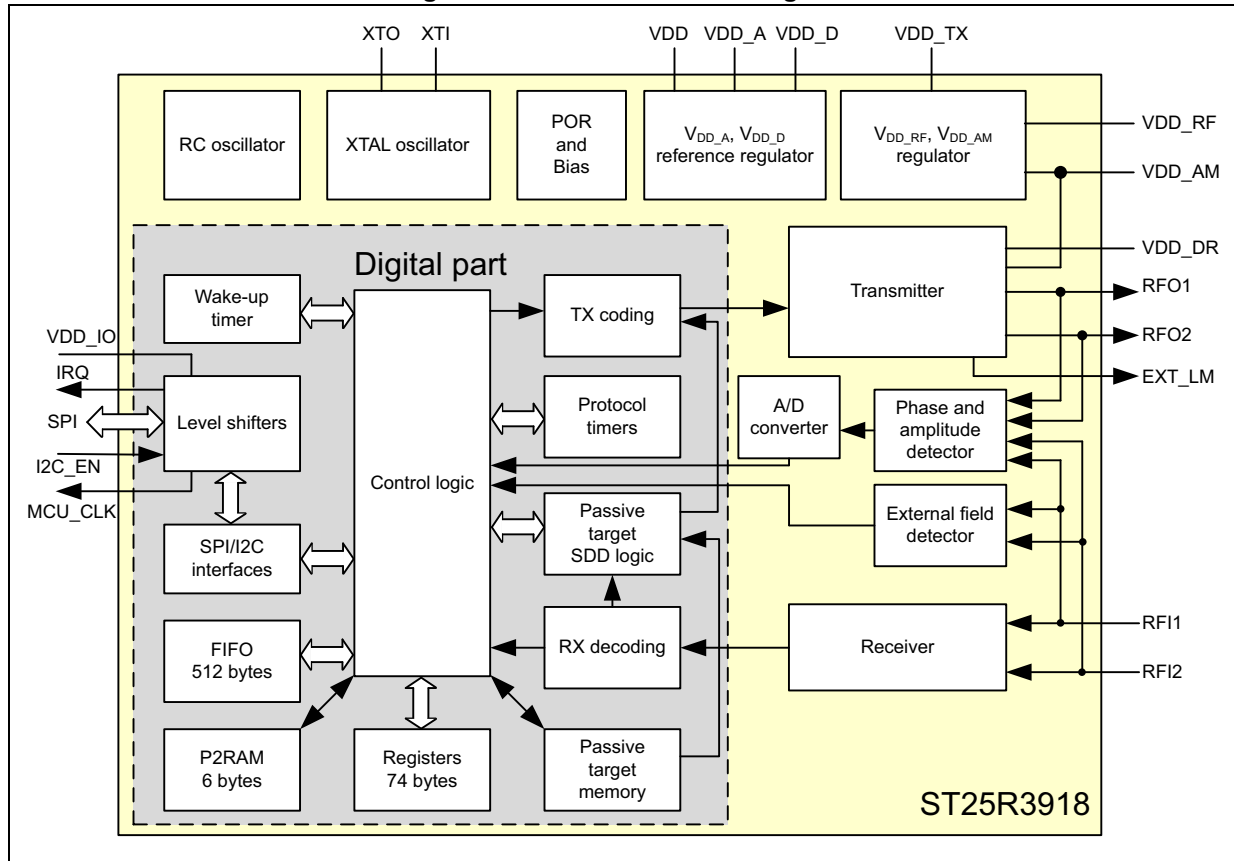 XTO XTI VDD VDD_A VDD_D VDD_TX
RC oscillator
XTAL oscillator
POR
and
Bias
VDD_A, VDD_D
reference regulator
VDD_RF, VDD_AM
regulator
VDD_RF
VDD_AM
VDD_DR
RFO1
RFO2
EXT_LM
Digital part
Wake-up
timer
TX coding
Transmitter
VDD_IO
IRQ
SPI
I2C_EN
MCU_CLK
Level shifters
Control logic
Protocol
timers
A/D
converter
Phase and
amplitude
detector
SPI/I2C
interfaces
Passive
target
SDD logic
External field
detector
FIFO
512 bytes
RX decoding
Receiver
RFI1
RFI2
P2RAM
6 bytes
Registers
74 bytes
Passive
target
memory
ST25R3918